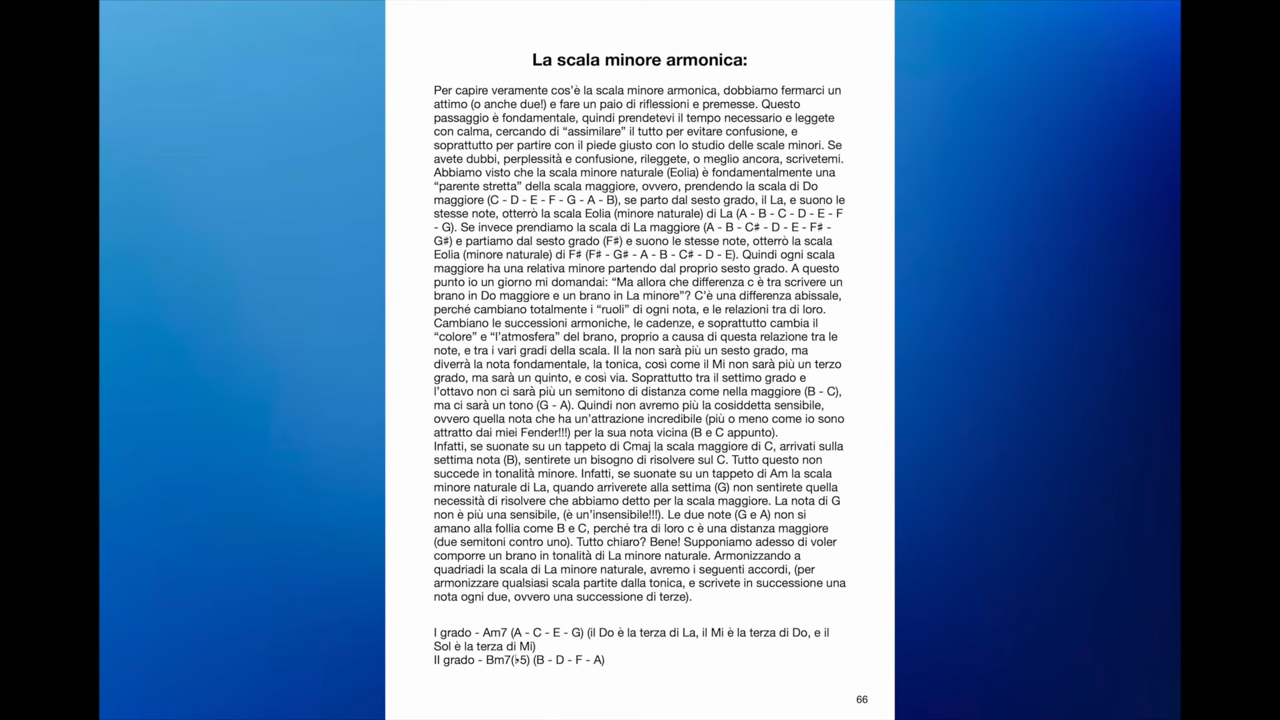 La scala minore armonica:
Per capire veramente cos’è la scala minore armonica, dobbiamo fermarci un
attimo (o anche due!) e fare un paio di riflessioni e premesse. Questo
passaggio è fondamentale, quindi prendetevi il tempo necessario e leggete
con calma, cercando di “assimilare” il tutto per evitare confusione, e
soprattutto per partire con il piede giusto con lo studio delle scale minori. Se
avete dubbi, perplessità e confusione, rileggete, o meglio ancora, scrivetemi.
Abbiamo visto che la scala minore naturale (Eolia) è fondamentalmente una
“parente stretta” della scala maggiore, ovvero, prendendo la scala di Do
maggiore (C - D - E - F - G - A - B), se parto dal sesto grado, il La, e suono le
stesse note, otterrò la scala Eolia (minore naturale) di La (A - B - C - D - E - F
- G). Se invece prendiamo la scala di La maggiore (A - B - C♯ - D - E - F♯ -
G♯) e partiamo dal sesto grado (F♯) e suono le stesse note, otterrò la scala
Eolia (minore naturale) di F♯ (F♯ - G♯ - A - B - C♯ - D - E). Quindi ogni scala
maggiore ha una relativa minore partendo dal proprio sesto grado. A questo
punto io un giorno mi domandai: “Ma allora che differenza c è tra scrivere un
brano in Do maggiore e un brano in La minore”? C’è una differenza abissale,
perché cambiano totalmente i “ruoli” di ogni nota, e le relazioni tra di loro.
Cambiano le successioni armoniche, le cadenze, e soprattutto cambia il
“colore” e “l’atmosfera” del brano, proprio a causa di questa relazione tra le
note, e tra i vari gradi della scala. Il la non sarà più un sesto grado, ma
diverrà la nota fondamentale, la tonica, così come il Mi non sarà più un terzo
grado, ma sarà un quinto, e così via. Soprattutto tra il settimo grado e
l’ottavo non ci sarà più un semitono di distanza come nella maggiore (B - C),
ma ci sarà un tono (G - A). Quindi non avremo più la cosiddetta sensibile,
ovvero quella nota che ha un’attrazione incredibile (più o meno come io sono
attratto dai miei Fender!!!) per la sua nota vicina (B e C appunto).
Infatti, se suonate su un tappeto di Cmaj la scala maggiore di C, arrivati sulla
settima nota (B), sentirete un bisogno di risolvere sul C. Tutto questo non
succede in tonalità minore. Infatti, se suonate su un tappeto di Am la scala
minore naturale di La, quando arriverete alla settima (G) non sentirete quella
necessità di risolvere che abbiamo detto per la scala maggiore. La nota di G
non è più una sensibile, (è un’insensibile!!!). Le due note (G e A) non si
amano alla follia come B e C, perché tra di loro c è una distanza maggiore
(due semitoni contro uno). Tutto chiaro? Bene! Supponiamo adesso di voler
comporre un brano in tonalità di La minore naturale. Armonizzando a
quadriadi la scala di La minore naturale, avremo i seguenti accordi, (per
armonizzare qualsiasi scala partite dalla tonica, e scrivete in successione una
nota ogni due, ovvero una successione di terze).
I grado - Am7 (A - C - E - G) (il Do è la terza di La, il Mi è la terza di Do, e il
Sol è la terza di Mi)
II grado - Bm7(♭5) (B - D - F - A)
66